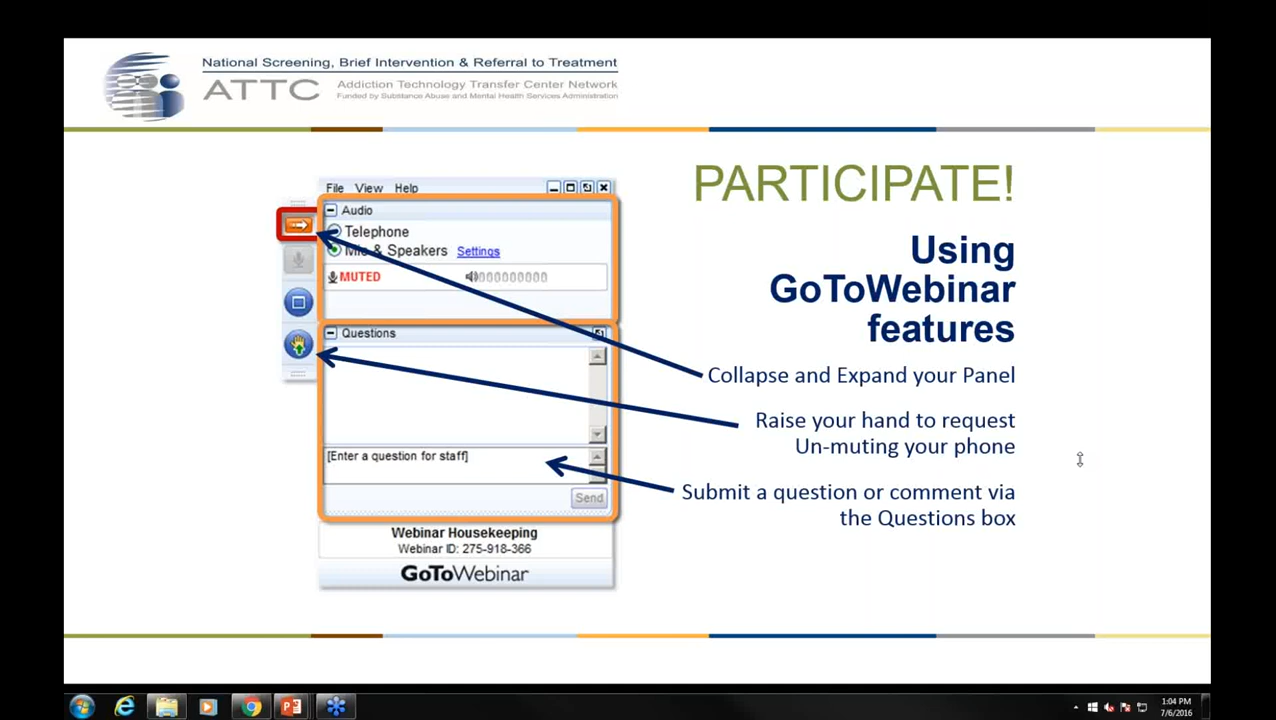 National Screening, Brief Intervention & Referral to Treatment
ATTC
Addiction Technology Transfer Center Network
Funded by Substance Abuse and Mental Health Services Administration
PARTICIPATE!
Using
GoToWebinar
features
File View Help
Audio
Telephone
Mic & Speakers Settings
MUTED
Questions
[Enter a question for staff]
Send
Webinar Housekeeping
Webinar ID: 275-918-366
GoToWebinar
Collapse and Expand your Panel
Raise your hand to request
Un-muting your phone
Submit a question or comment via
the Questions box
1:04 PM
7/6/2016